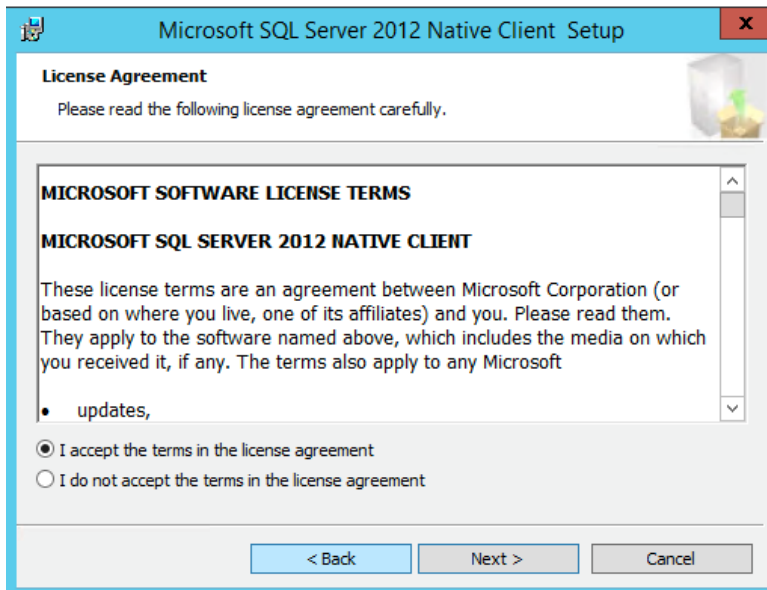 Microsoft SQL Server 2012 Native Client Setup
x
License Agreement
Please read the following license agreement carefully.
MICROSOFT SOFTWARE LICENSE TERMS
MICROSOFT SQL SERVER 2012 NATIVE CLIENT
These license terms are an agreement between Microsoft Corporation (or
based on where you live, one of its affiliates) and you. Please read them.
They apply to the software named above, which includes the media on which
you received it, if any. The terms also apply to any Microsoft
• updates,
I accept the terms in the license agreement
I do not accept the terms in the license agreement
< Back Next > Cancel